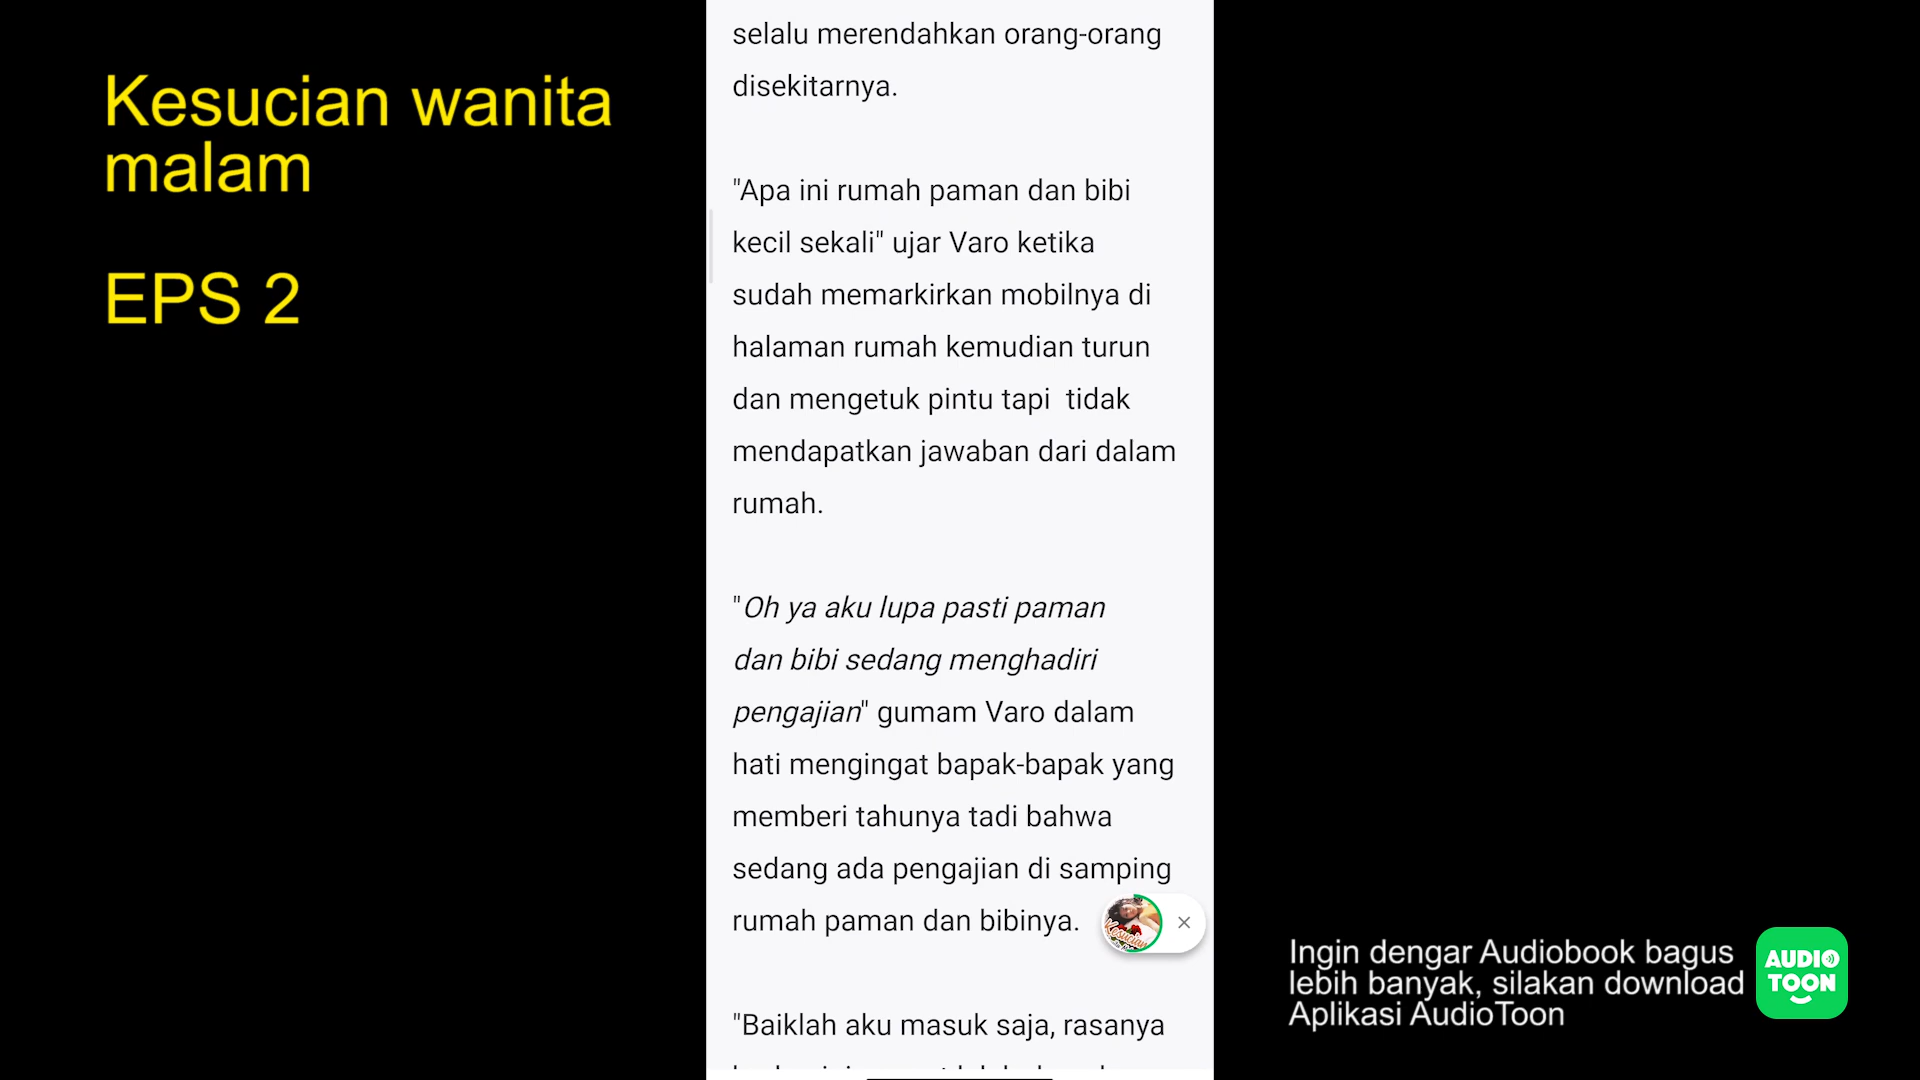 Kesucian wanita
malam
EPS 2
selalu merendahkan orang-orang
disekitarnya.
"Apa ini rumah paman dan bibi
kecil sekali" ujar Varo ketika
sudah memarkirkan mobilnya di
halaman rumah kemudian turun
dan mengetuk pintu tapi  tidak
mendapatkan jawaban dari dalam
rumah.
"Oh ya aku lupa pasti paman
dan bibi sedang menghadiri
pengajian" gumam Varo dalam
hati mengingat bapak-bapak yang
memberi tahunya tadi bahwa
sedang ada pengajian di samping
rumah paman dan bibinya.
"Baiklah aku masuk saja, rasanya
Kesucian
Ingin dengar Audiobook bagus
lebih banyak, silakan download
Aplikasi AudioToon
AUDIO
TOON